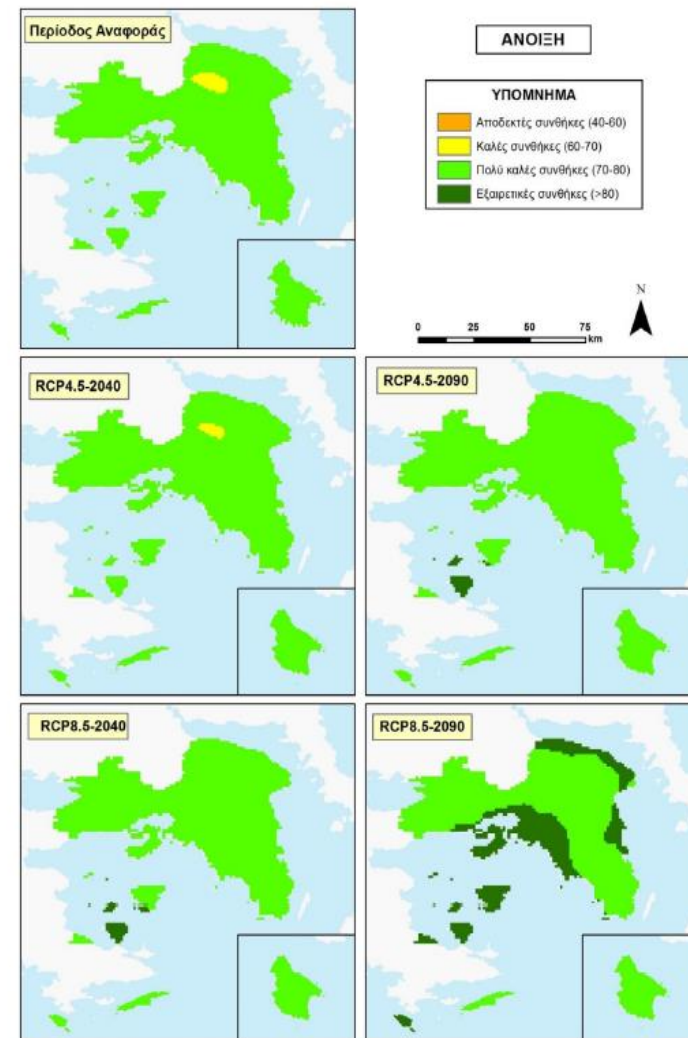 Περίοδος Αναφοράς
ΑΝΟΙΞΗ
ΥΠΟΜΝΗΜΑ
Αποδεκτές συνθήκες (40-60)
Καλές συνθήκες (60-70)
Πολύ καλές συνθήκες (70-80)
Εξαιρετικές συνθήκες (>80)
N
0 25 50 75
km
RCP4.5-2040
RCP4.5-2090
RCP8.5-2040
RCP8.5-2090